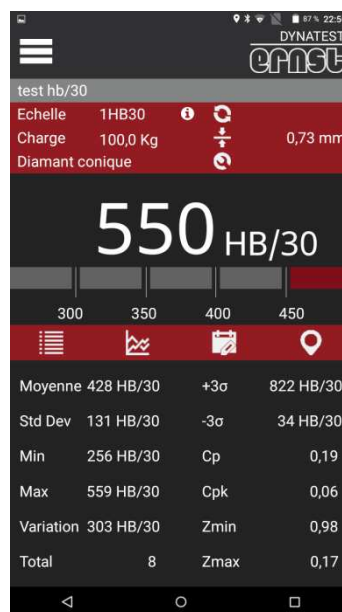 87 % 22:5
DYNATEST
ernst
test hb/30
Echelle 1HB30
Charge 100,0 Kg 0,73 mm
Diamant conique
550 HB/30
300 350 400 450
Moyenne 428 HB/30 +3σ 822 HB/30
Std Dev 131 HB/30 -3σ 34 HB/30
Min 256 HB/30 Cp 0,19
Max 559 HB/30 Cpk 0,06
Variation 303 HB/30 Zmin 0,98
Total 8 Zmax 0,17